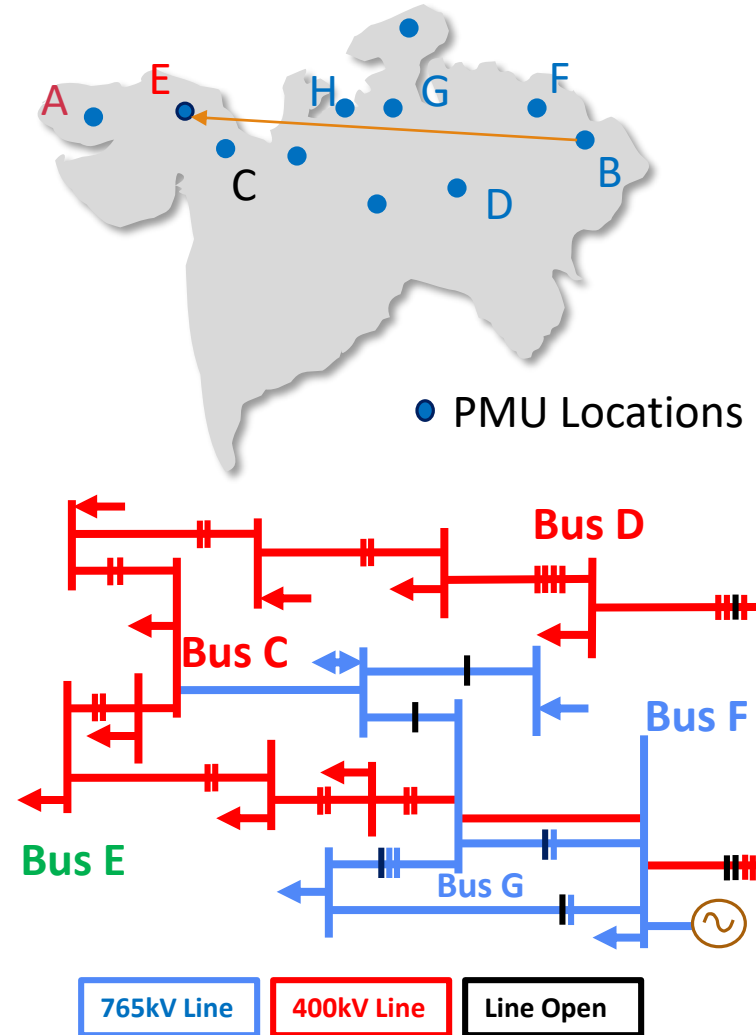 A
E
H
G
F
C
D
B
PMU Locations
Bus D
Bus C
Bus F
Bus E
Bus G
765kV Line
400kV Line
Line Open